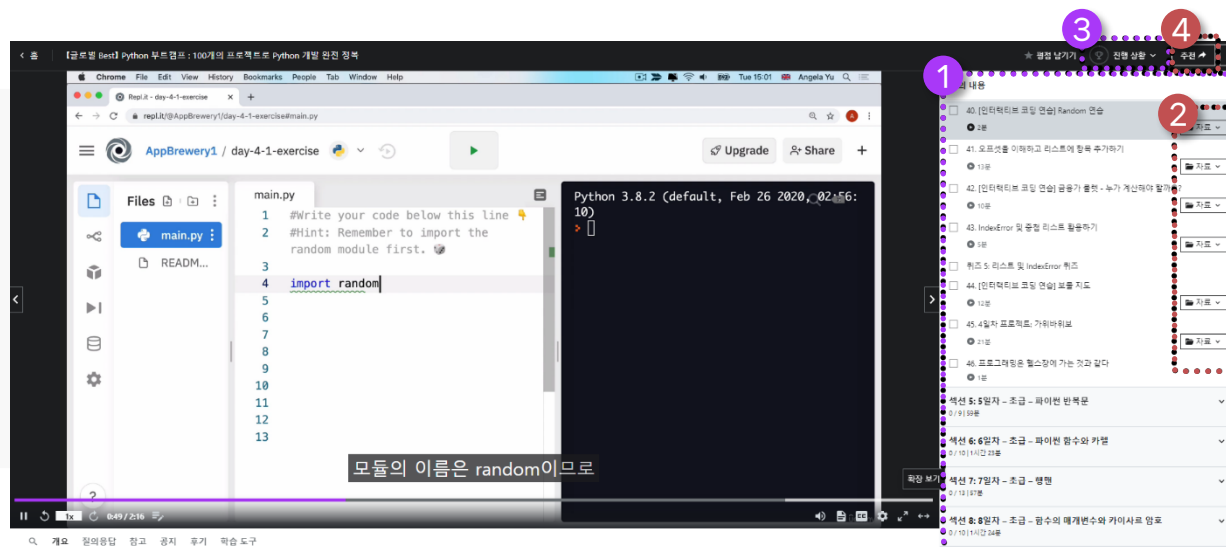 3
4
홈
【글로벌 Best】 Python 부트캠프 : 100개의 프로젝트로 Python 개발 완전 정복
평점 남기기
진행 상황
추천
Chrome File Edit View History Bookmarks People Tab Window Help
Tue 15:01
Angela Yu
1
의 내용
Repl.it - day-4-1-exercise
repl.it/@AppBrewery1/day-4-1-exercise#main.py
40. [인터랙티브 코딩 연습] Random 연습
2분
2
자료
AppBrewery1 / day-4-1-exercise
Upgrade
Share
41. 오프셋을 이해하고 리스트에 항목 추가하기
13분
자료
42. [인터랙티브 코딩 연습] 금융가 룰렛 - 누가 계산해야 할까?
10분
자료
43. IndexError 및 중첩 리스트 활용하기
5분
자료
퀴즈 5: 리스트 및 IndexError 퀴즈
44. [인터랙티브 코딩 연습] 보물 지도
12분
자료
45. 4일차 프로젝트: 가위바위보
21분
자료
46. 프로그래밍은 헬스장에 가는 것과 같다
1분
Files
main.py
READM...
main.py
1 #Write your code below this line
2 #Hint: Remember to import the
random module first.
3
4 import random
5
6
7
8
9
10
11
12
13
Python 3.8.2 (default, Feb 26 2020, 02:56:
10)
>
모듈의 이름은 random이므로
섹션 5: 5일차 – 초급 – 파이썬 반복문
0 / 9 | 59분
섹션 6: 6일차 – 초급 – 파이썬 함수와 카렐
0 / 10 | 1시간 23분
확장 보기
섹션 7: 7일차 – 초급 – 행맨
0 / 13 | 87분
섹션 8: 8일차 – 초급 – 함수의 매개변수와 카이사르 암호
0 / 10 | 1시간 24분
?
1x
0:49 / 2:16
CC
개요 질의응답 참고 공지 후기 학습 도구